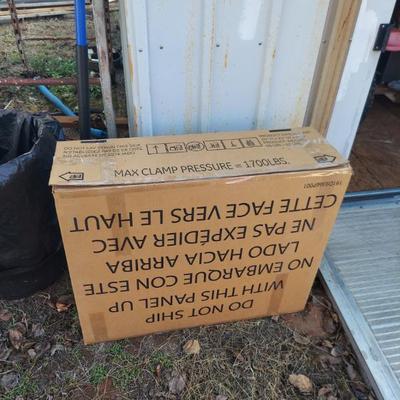 MAX CLAMP PRESSURE = 1700LBS.
DO NOT SHIP
WITH THIS PANEL UP
NO EMBARQUE CON ESTE
LADO HACIA ARRIBA
NE PAS EXPÉDIER AVEC
CETTE FACE VERS LE HAUT